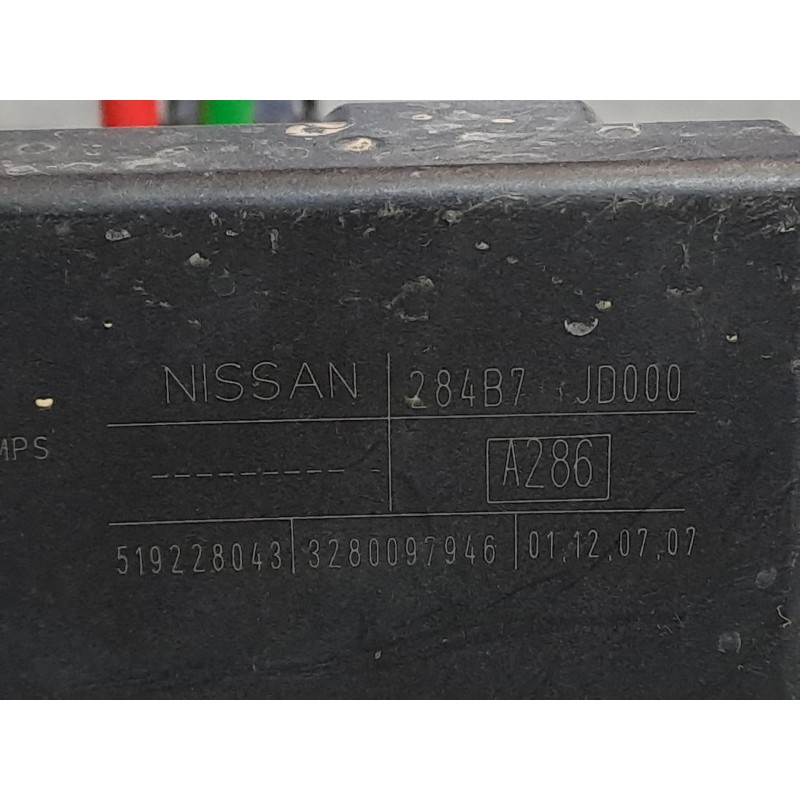 NISSAN 284B7 JD000
MPS
--------- - A286
519228043 3280097946 01.12.07.07